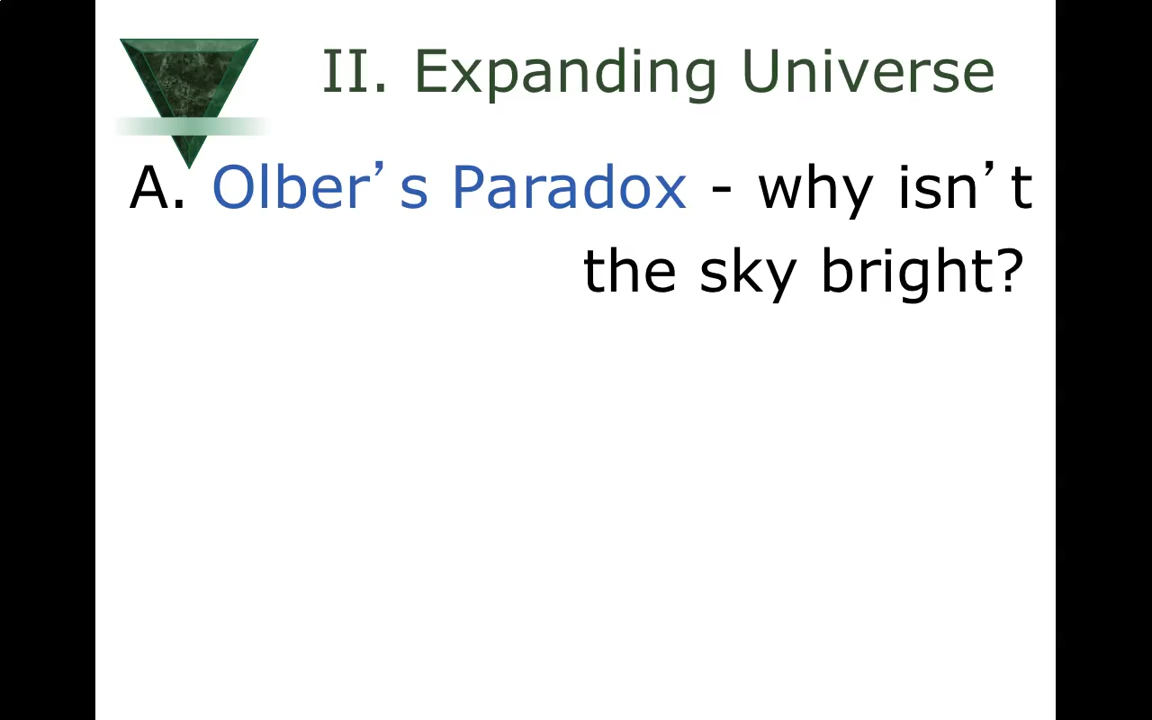 II. Expanding Universe
A. Olber’s Paradox - why isn’t
the sky bright?